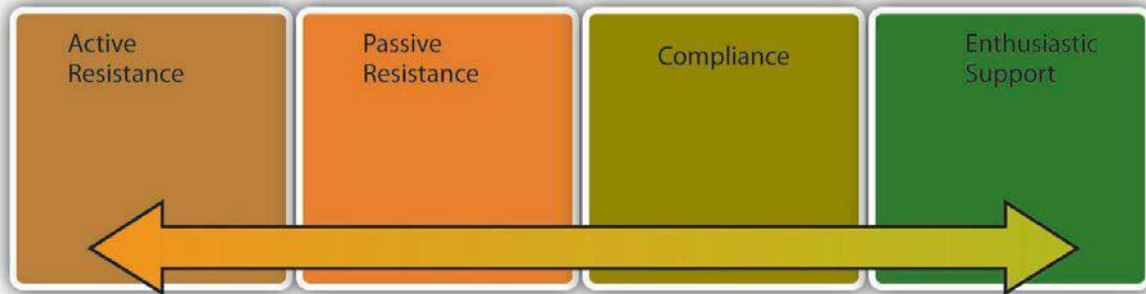 Active
Resistance
Passive
Resistance
Compliance
Enthusiastic
Support